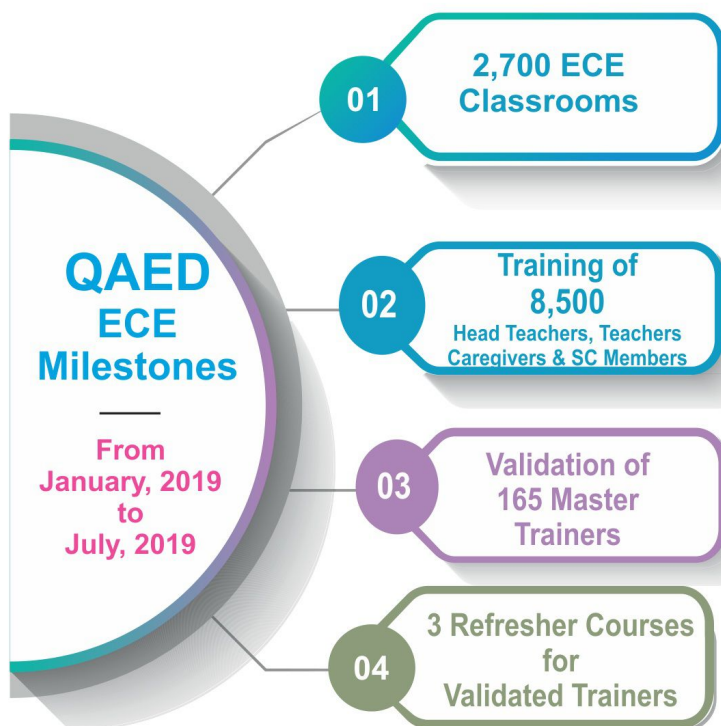 QAED
ECE
Milestones
From
January, 2019
to
July, 2019
01
2,700 ECE
Classrooms
02
Training of
8,500
Head Teachers, Teachers
Caregivers & SC Members
03
Validation of
165 Master
Trainers
04
3 Refresher Courses
for
Validated Trainers